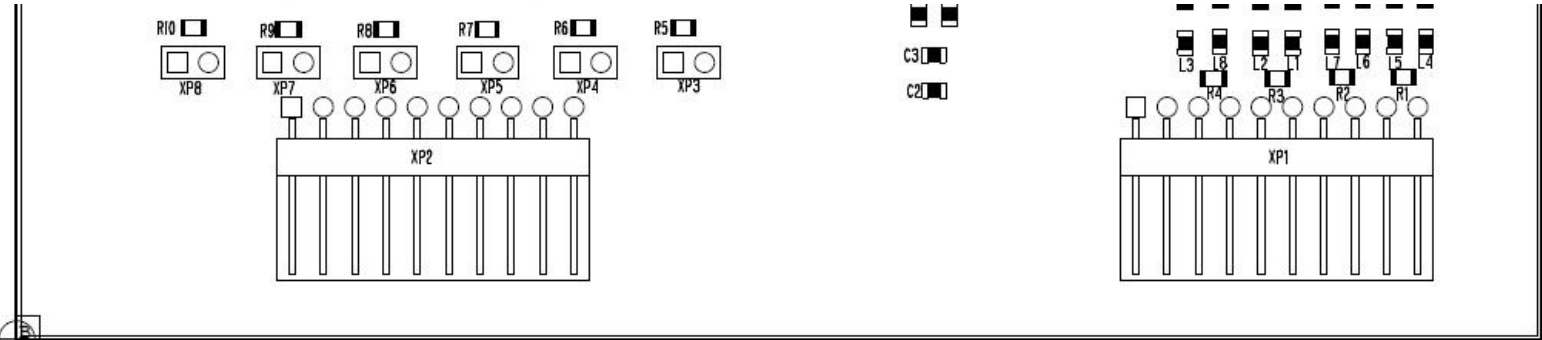 R10 R9 R8 R7 R6 R5
XP8 XP7 XP6 XP5 XP4 XP3
C3
C2
L3 L8 L2 L1 L7 L6 L5 L4
R4 R3 R2 R1
XP2 XP1